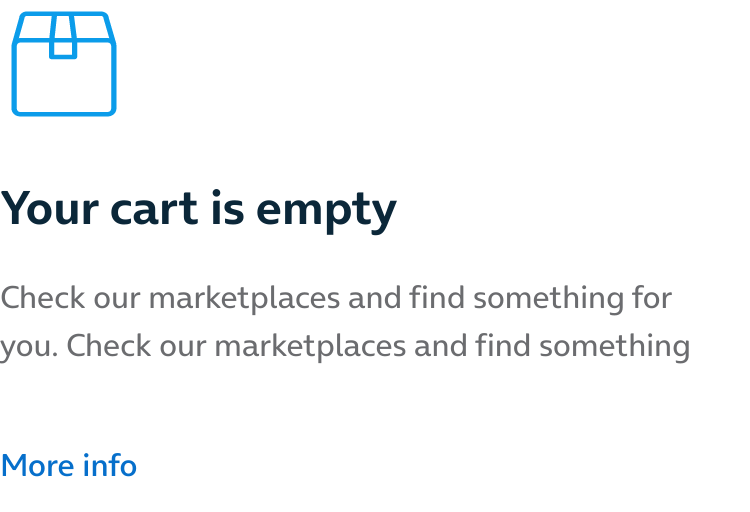 Your cart is empty
Check our marketplaces and find something for
you. Check our marketplaces and find something
More info